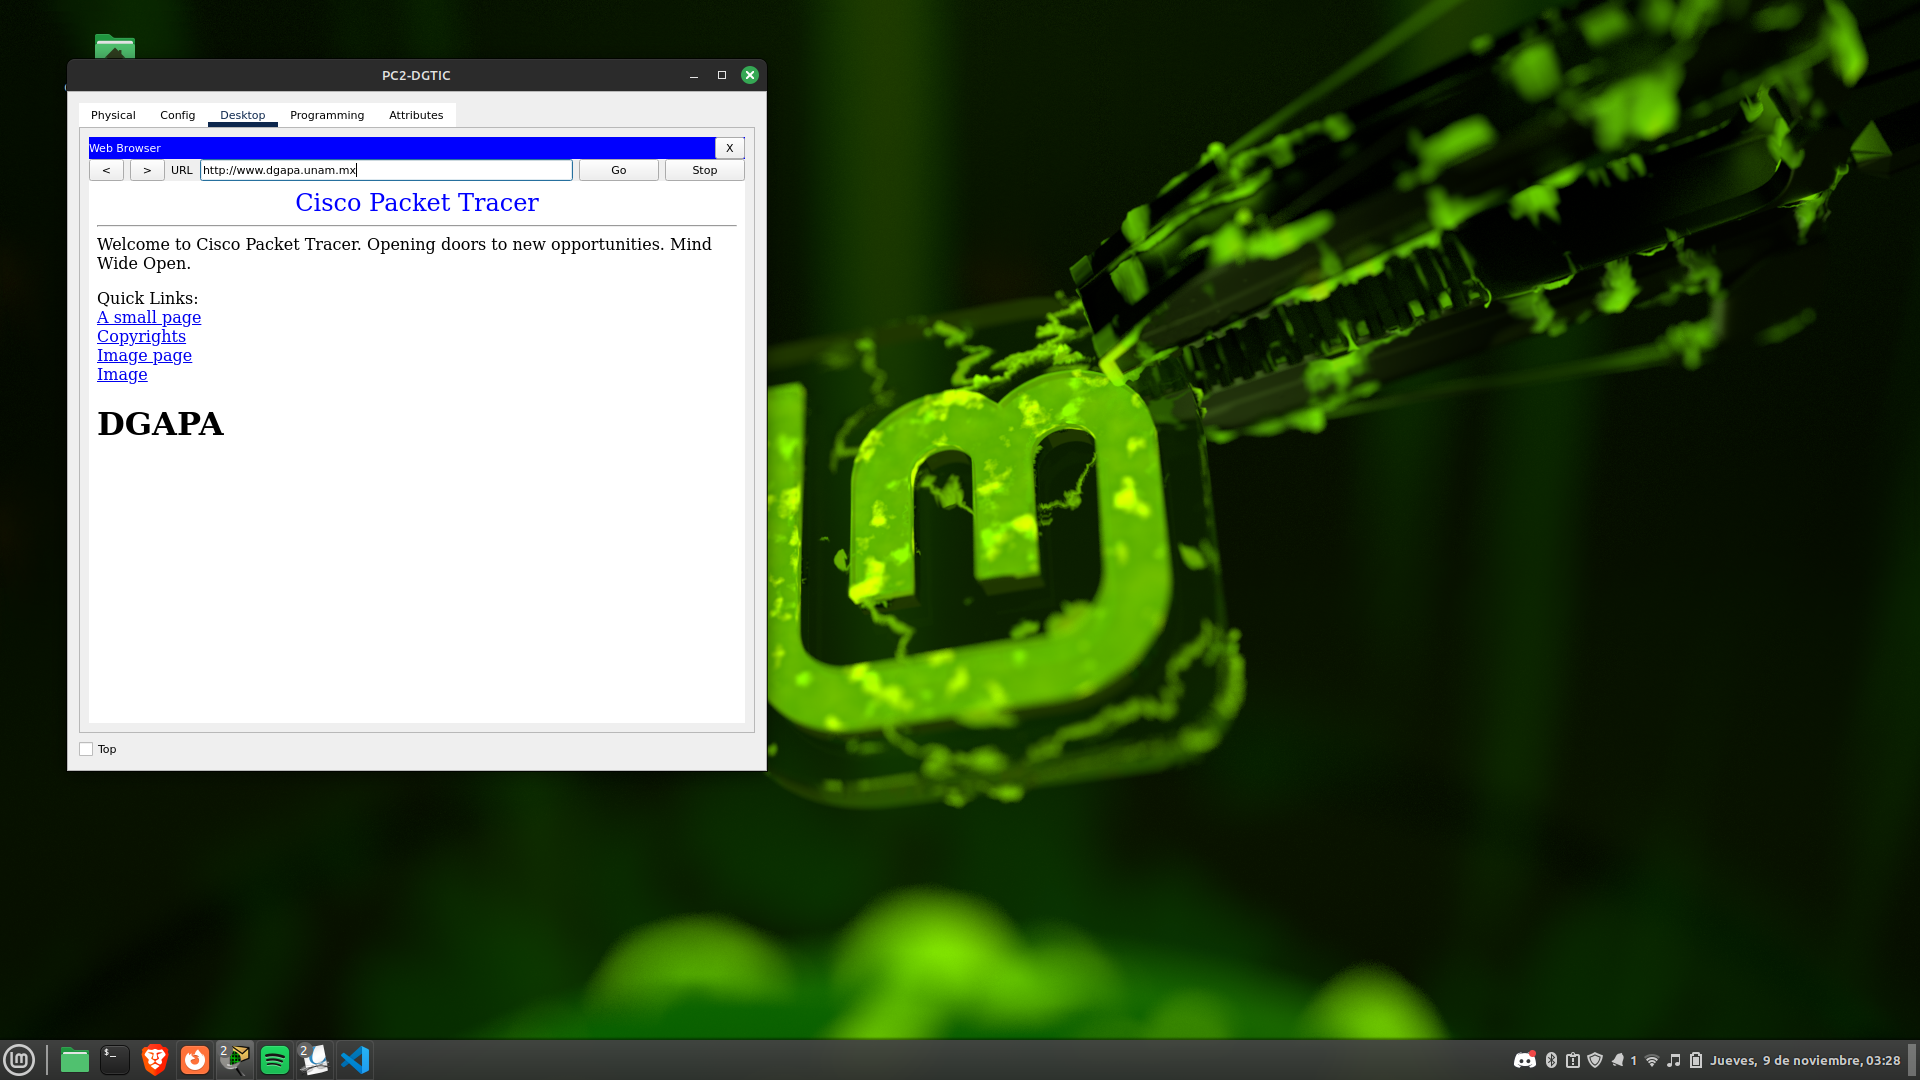 PC2-DGTIC
Physical Config Desktop Programming Attributes
Web Browser X
< > URL http://www.dgapa.unam.mx Go Stop
Cisco Packet Tracer
Welcome to Cisco Packet Tracer. Opening doors to new opportunities. Mind
Wide Open.
Quick Links:
A small page
Copyrights
Image page
Image
DGAPA
Top
$_ 2 2 1 Jueves, 9 de noviembre, 03:28